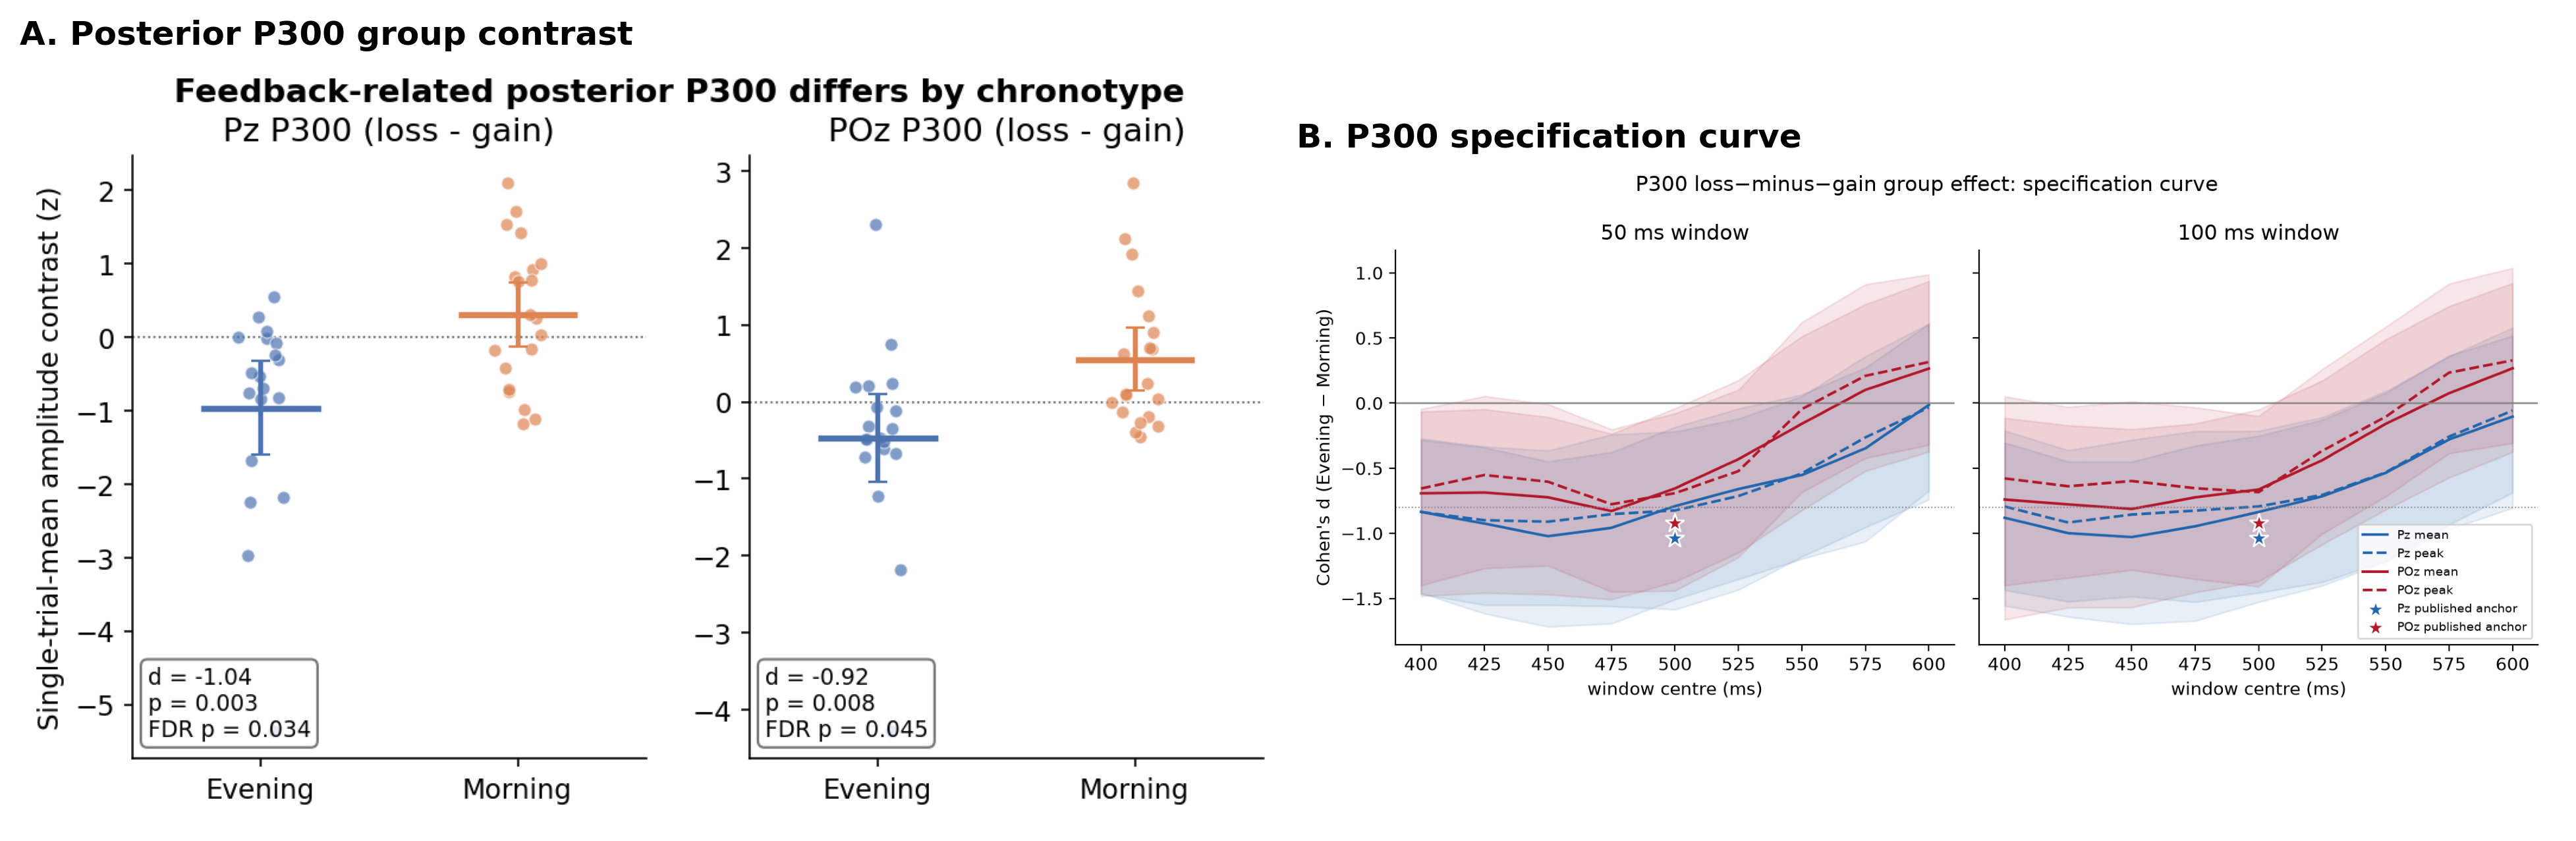 A. Posterior P300 group contrast
Feedback-related posterior P300 differs by chronotype
Pz P300 (loss - gain)
POz P300 (loss - gain)
Single-trial-mean amplitude contrast (z)
2
1
0
−1
−2
−3
−4
−5
d = -1.04
p = 0.003
FDR p = 0.034
Evening
Morning
3
2
1
0
−1
−2
−3
−4
d = -0.92
p = 0.008
FDR p = 0.045
Evening
Morning
B. P300 specification curve
P300 loss−minus−gain group effect: specification curve
50 ms window
100 ms window
Cohen's d (Evening − Morning)
1.0
0.5
0.0
−0.5
−1.0
−1.5
400 425 450 475 500 525 550 575 600
window centre (ms)
Pz mean
Pz peak
POz mean
POz peak
Pz published anchor
POz published anchor
400 425 450 475 500 525 550 575 600
window centre (ms)